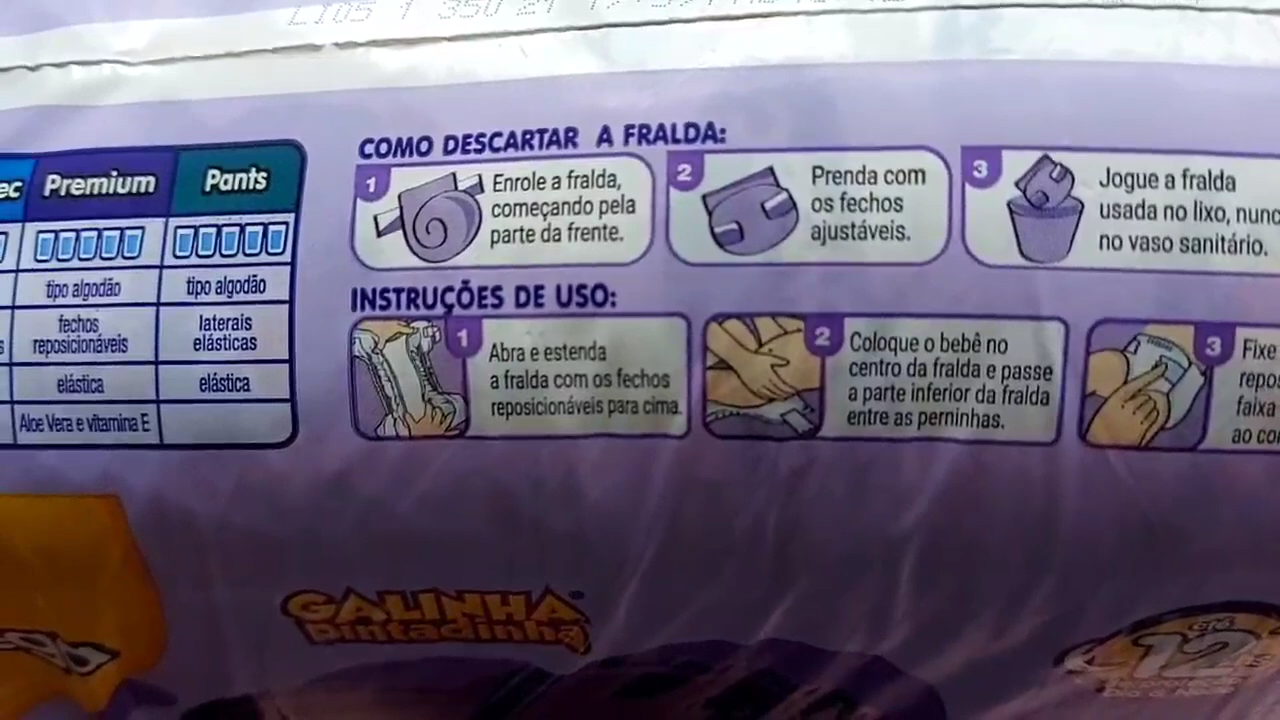 COMO DESCARTAR A FRALDA:
1
Enrole a fralda,
começando pela
parte da frente.
2
Prenda com
os fechos
ajustáveis.
3
Jogue a fralda
usada no lixo, nunc
no vaso sanitário.
ec Premium Pants
tipo algodão tipo algodão
fechos
reposicionáveis
laterais
elásticas
elástica elástica
Aloe Vera e vitamina E
INSTRUÇÕES DE USO:
1
Abra e estenda
a fralda com os fechos
reposicionáveis para cima.
2
Coloque o bebê no
centro da fralda e passe
a parte inferior da fralda
entre as perninhas.
3
Fixe
repos
faixa
ao co
GALINHA
Pintadinha
até
12